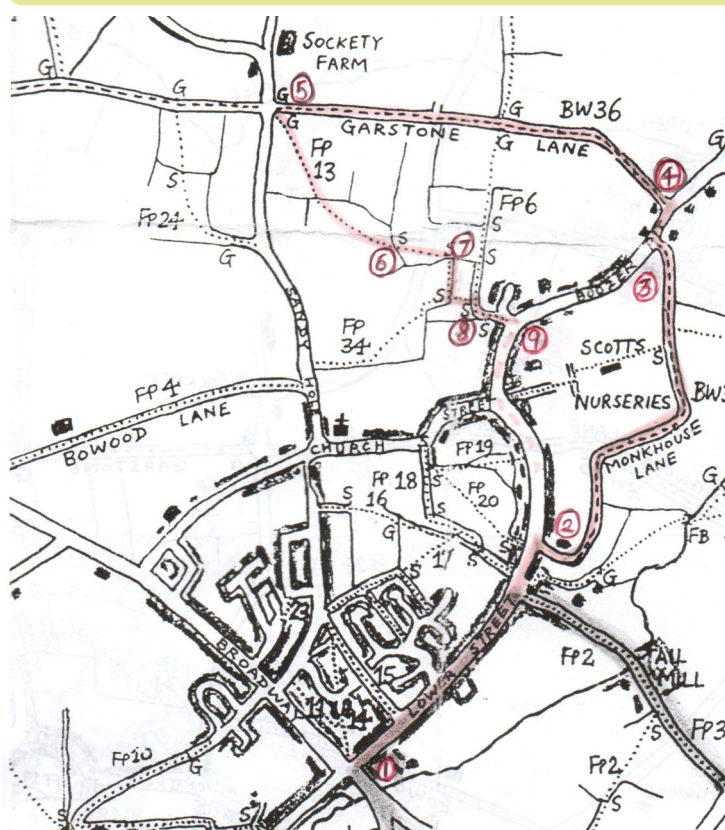 SOCKETY
FARM
G
G
G
5
G
GARSTONE
LANE
G
G
BW36
G
4
FP
13
S
FP24
G
S
S
6
7
FP6
S
S
S
S
8
S
9
3
FP
34
SCOTTS
S
NURSERIES
STREET
FP4
BOWOOD
LANE
CHURCH
FP19
FP
16
18
FP
20
S
S
G
S
17
S
S
MONKHOUSE
LANE
2
G
FB
G
BROADWAY
15
14
LOWER STREET
FP2
FALL
MILL
S
FP3
FP10
G
1
FP2
S
S
S